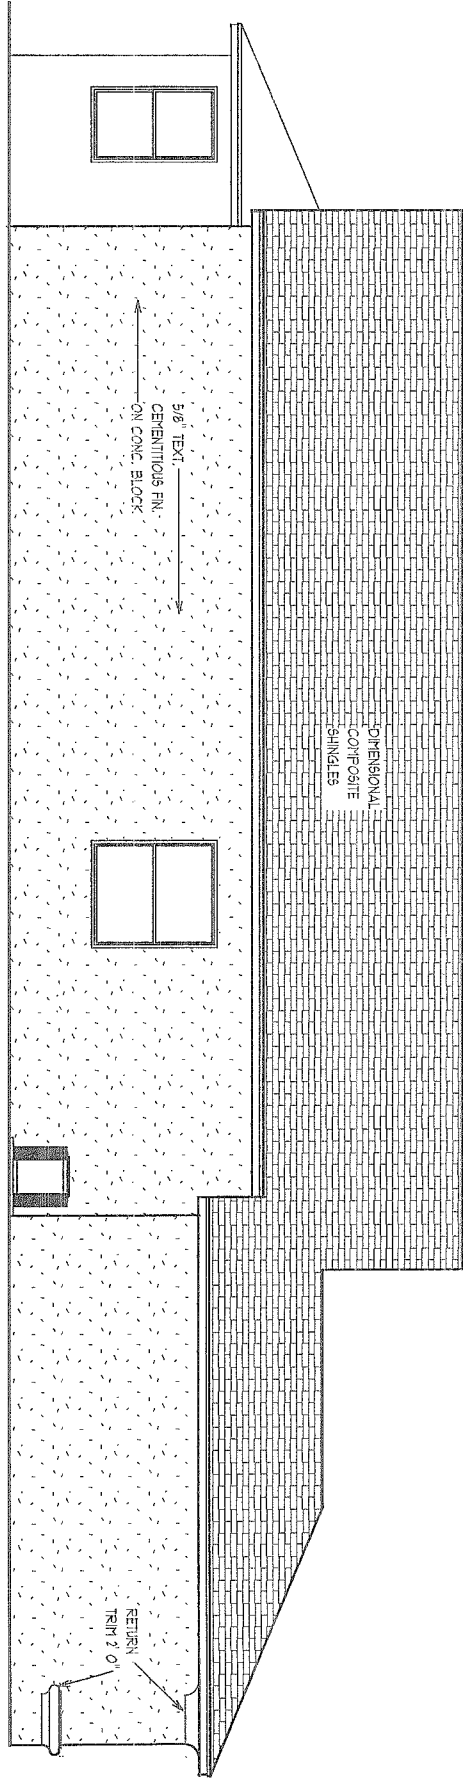 5/8" TEXT.
CEMENTITIOUS FIN.
ON CONC. BLOCK
DIMENSIONAL
COMPOSITE
SHINGLES
RETURN
TRIM 2' 0"